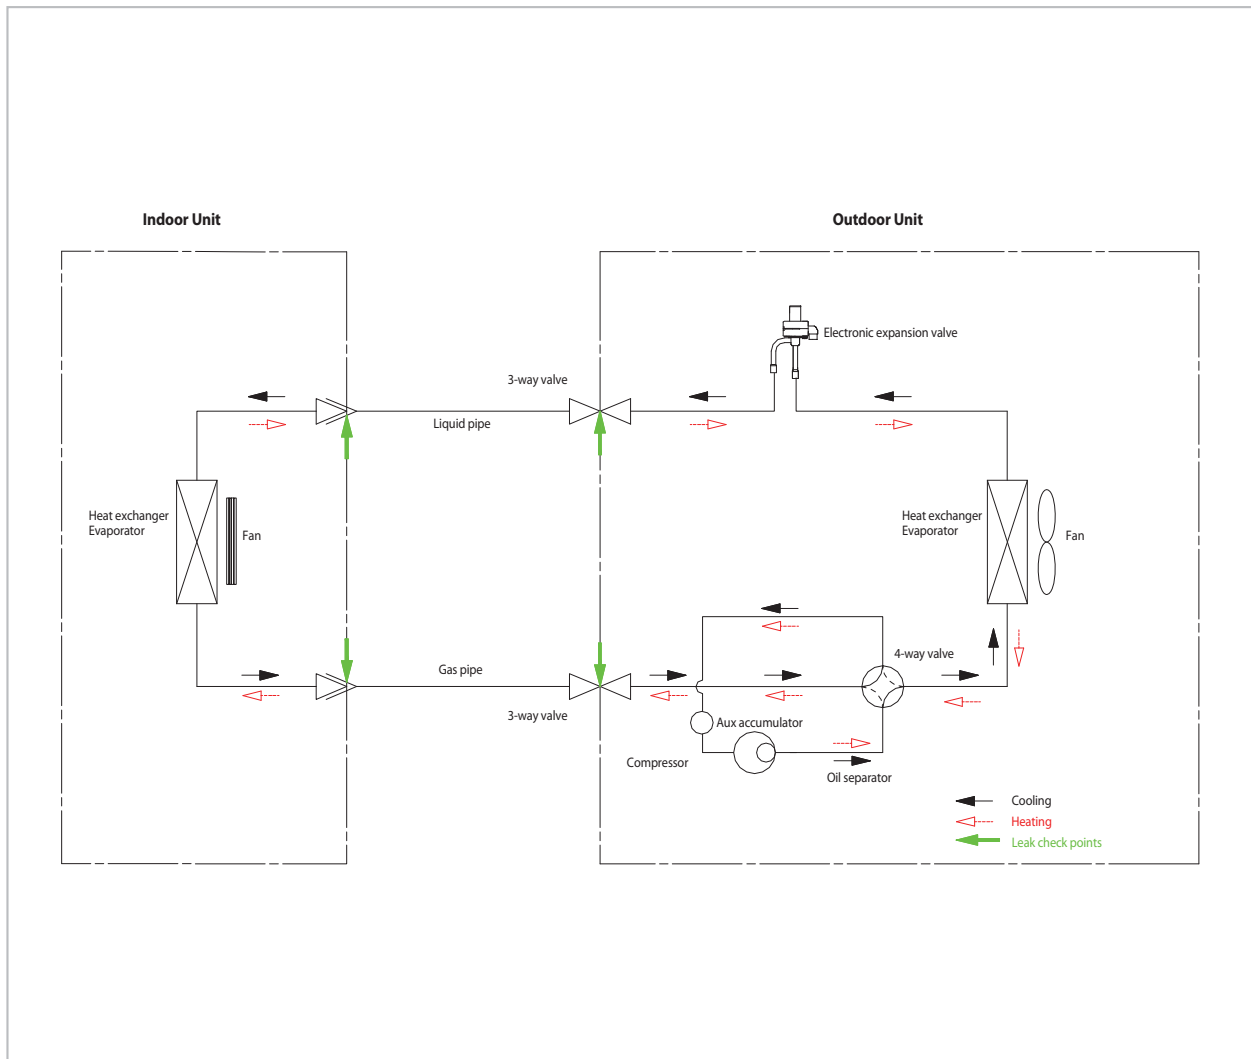 Indoor Unit
Outdoor Unit
Electronic expansion valve
3-way valve
Liquid pipe
Heat exchanger
Evaporator
Fan
Heat exchanger
Evaporator
Fan
4-way valve
Gas pipe
3-way valve
Aux accumulator
Compressor
Oil separator
Cooling
Heating
Leak check points